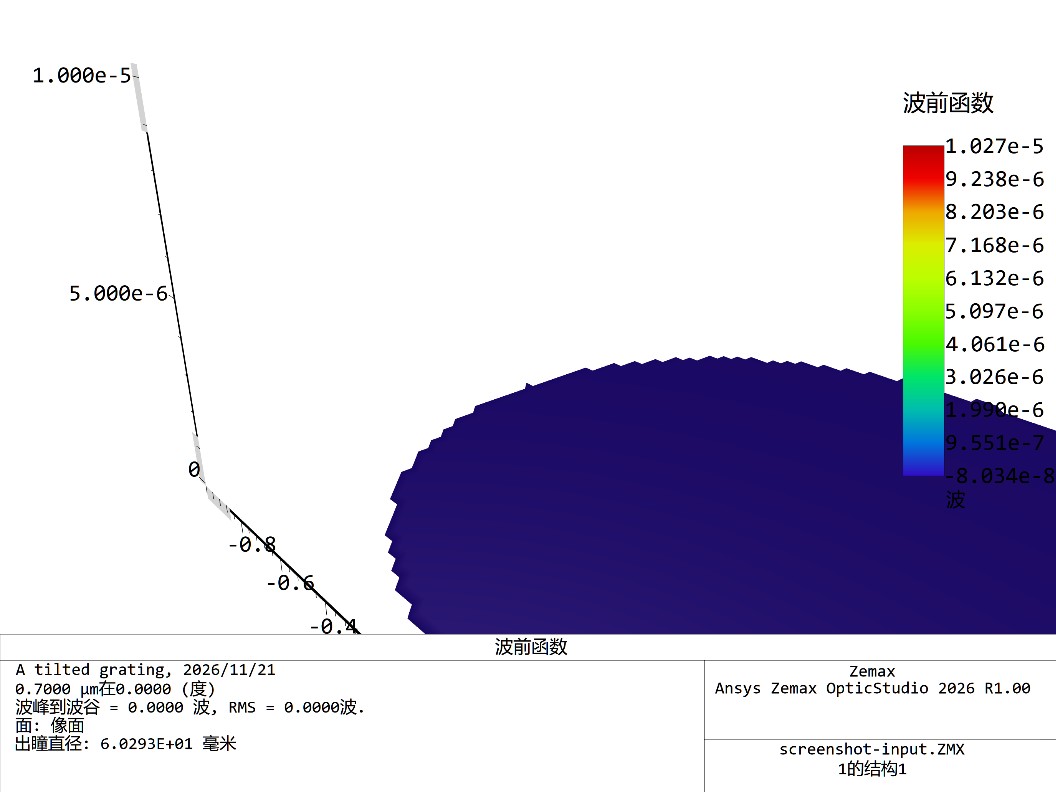 1.000e-5
5.000e-6
0
-0.8
-0.6
-0.4
波前函数
1.027e-5
9.238e-6
8.203e-6
7.168e-6
6.132e-6
5.097e-6
4.061e-6
3.026e-6
1.990e-6
9.551e-7
-8.034e-8
波
波前函数
A tilted grating, 2026/11/21
0.7000 µm在0.0000 (度)
波峰到波谷 = 0.0000 波, RMS = 0.0000波.
面: 像面
出瞳直径: 6.0293E+01 毫米
Zemax
Ansys Zemax OpticStudio 2026 R1.00
screenshot-input.ZMX
1的结构1